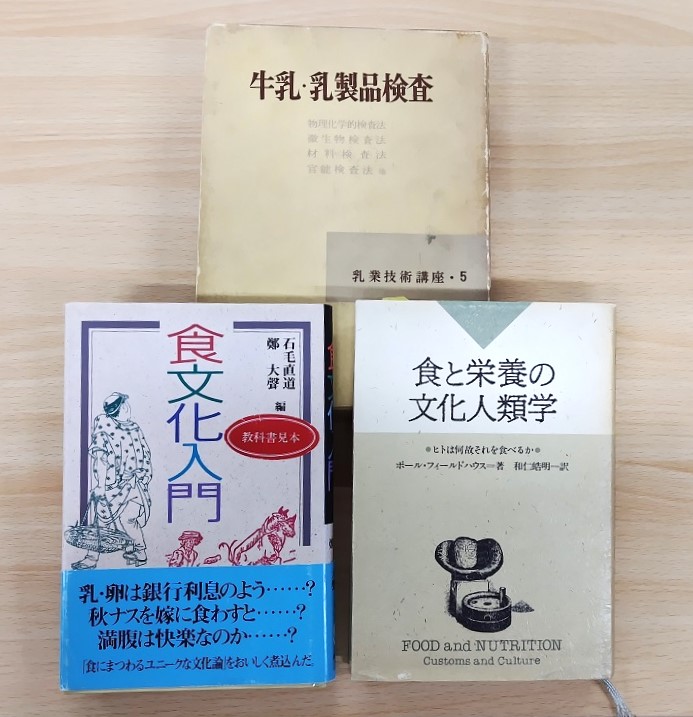 牛乳・乳製品検査
物理化学的検査法
微生物検査法
材料検査法
官能検査法 他
乳業技術講座・5
食文化入門
石毛直道
鄭 大聲
編
教科書見本
乳・卵は銀行利息のよう……?
秋ナスを嫁に食わすと……?
満腹は快楽なのか……?
「食にまつわるユニークな文化論」をおいしく煮込んだ。
食と栄養の
文化人類学
ヒトは何故それを食べるか
ポール・フィールドハウス=著 和仁皓明=訳
FOOD and NUTRITION
Customs and Culture